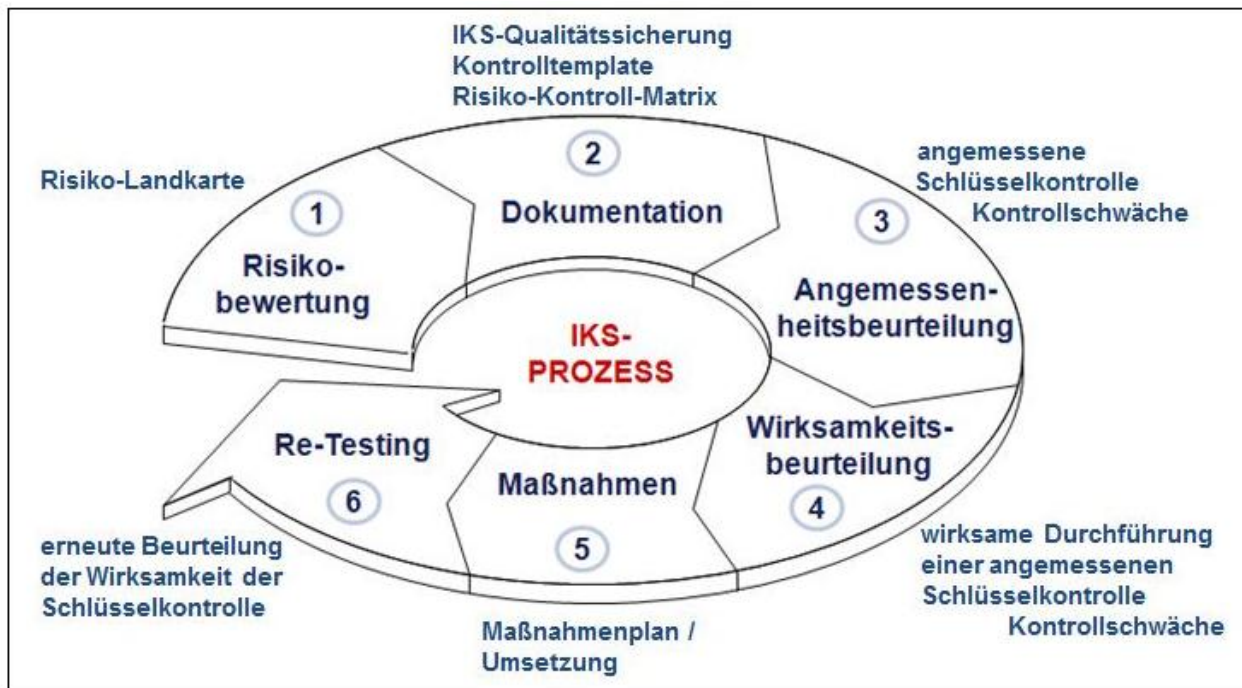 IKS-Qualitätssicherung
Kontrolltemplate
Risiko-Kontroll-Matrix
Risiko-Landkarte
1
Risiko-
bewertung
2
Dokumentation
angemessene
Schlüsselkontrolle
Kontrollschwäche
3
Angemessen-
heitsbeurteilung
IKS-
PROZESS
Wirksamkeits-
beurteilung
4
wirksame Durchführung
einer angemessenen
Schlüsselkontrolle
Kontrollschwäche
Maßnahmen
5
Maßnahmenplan /
Umsetzung
Re-Testing
6
erneute Beurteilung
der Wirksamkeit der
Schlüsselkontrolle